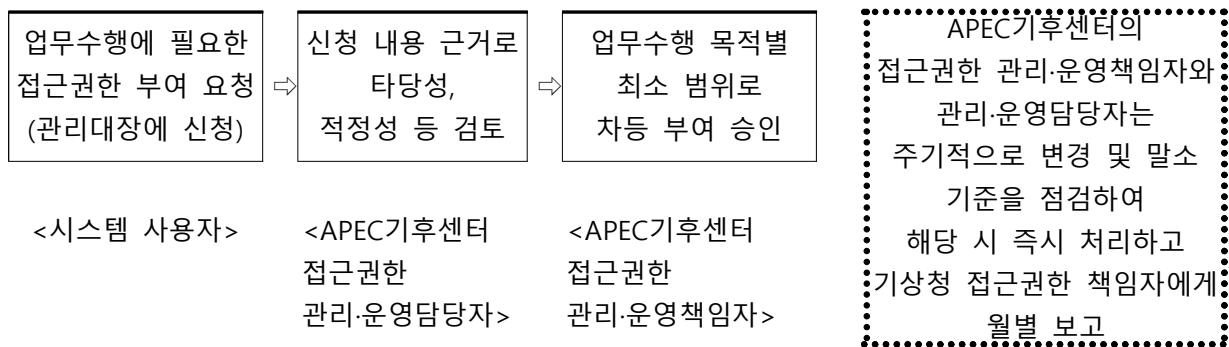 업무수행에 필요한
접근권한 부여 요청
(관리대장에 신청)
⇨
신청 내용 근거로
타당성,
적정성 등 검토
⇨
업무수행 목적별
최소 범위로
차등 부여 승인
<시스템 사용자>
<APEC기후센터
접근권한
관리·운영담당자>
<APEC기후센터
접근권한
관리·운영책임자>
APEC기후센터의
접근권한 관리·운영책임자와
관리·운영담당자는
주기적으로 변경 및 말소
기준을 점검하여
해당 시 즉시 처리하고
기상청 접근권한 책임자에게
월별 보고